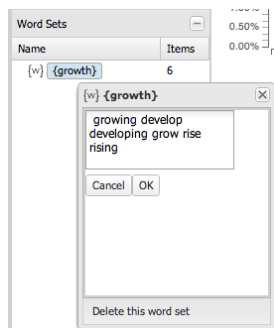 Word Sets
0.50%
Name Items
0.00%
{w} {growth} 6
{w} {growth}
growing develop
developing grow rise
rising
Cancel OK
Delete this word set